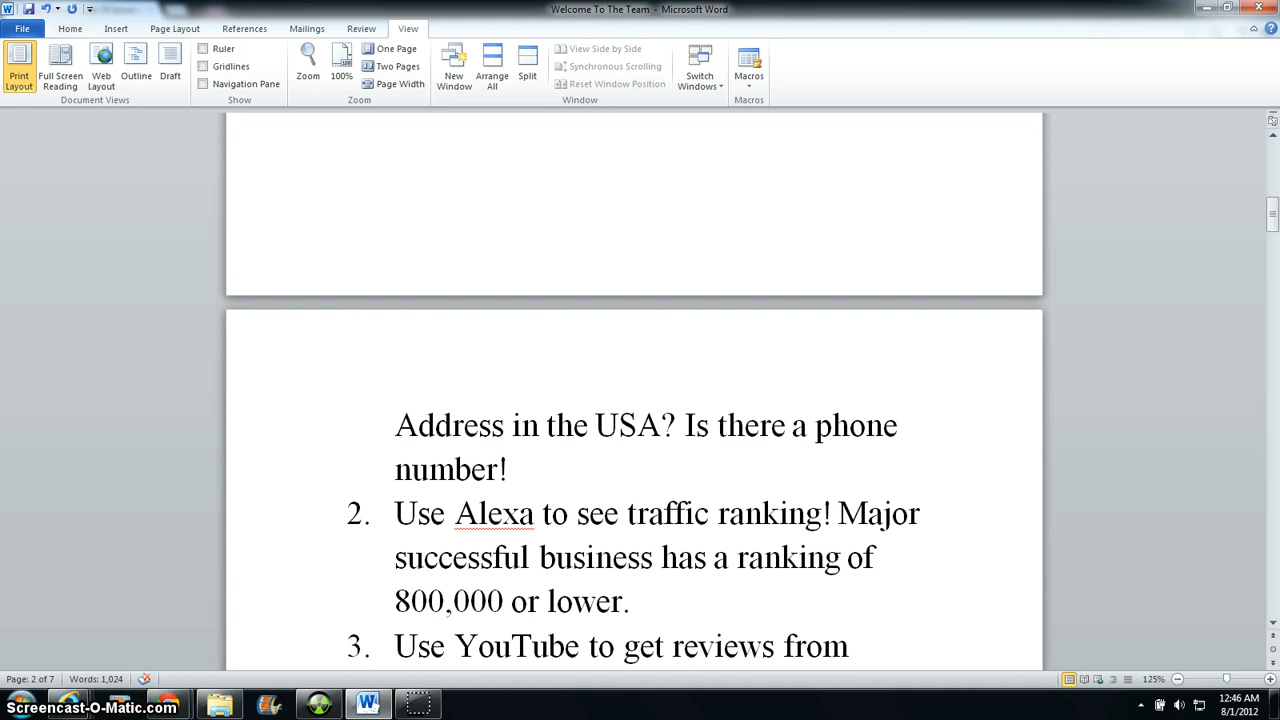 Welcome To The Team - Microsoft Word
File Home Insert Page Layout References Mailings Review View
Print Layout
Full Screen Reading
Web Layout
Outline
Draft
Document Views
Ruler
Gridlines
Navigation Pane
Show
Zoom
100%
One Page
Two Pages
Page Width
Zoom
New Window
Arrange All
Split
View Side by Side
Synchronous Scrolling
Reset Window Position
Window
Switch Windows
Macros
Macros
Address in the USA? Is there a phone
number!
2. Use Alexa to see traffic ranking! Major
successful business has a ranking of
800,000 or lower.
3. Use YouTube to get reviews from
Page: 2 of 7 Words: 1,024 125%
Screencast-O-Matic.com
12:46 AM
8/1/2012